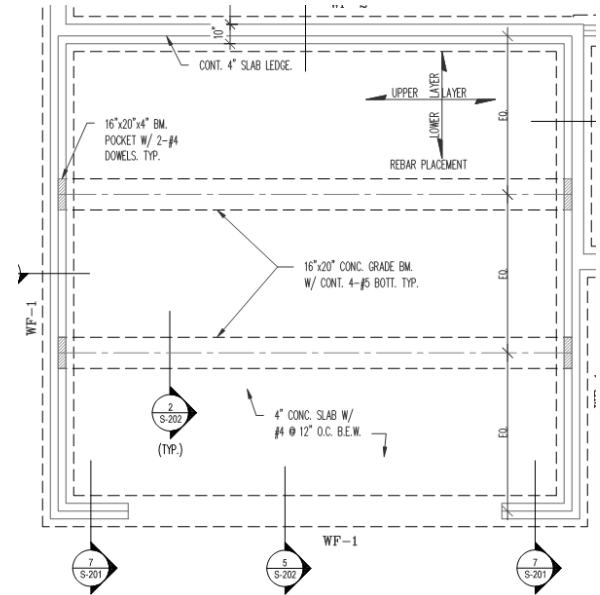 10"
CONT. 4" SLAB LEDGE.
UPPER LAYER
LOWER LAYER
REBAR PLACEMENT
EQ.
16"x20"x4" BM.
POCKET W/ 2-#4
DOWELS. TYP.
16"x20" CONC. GRADE BM.
W/ CONT. 4-#5 BOTT. TYP.
EQ.
WF-1
2
S-202
(TYP.)
4" CONC. SLAB W/
#4 @ 12" O.C. B.E.W.
EQ.
WF-1
7
S-201
5
S-202
7
S-201